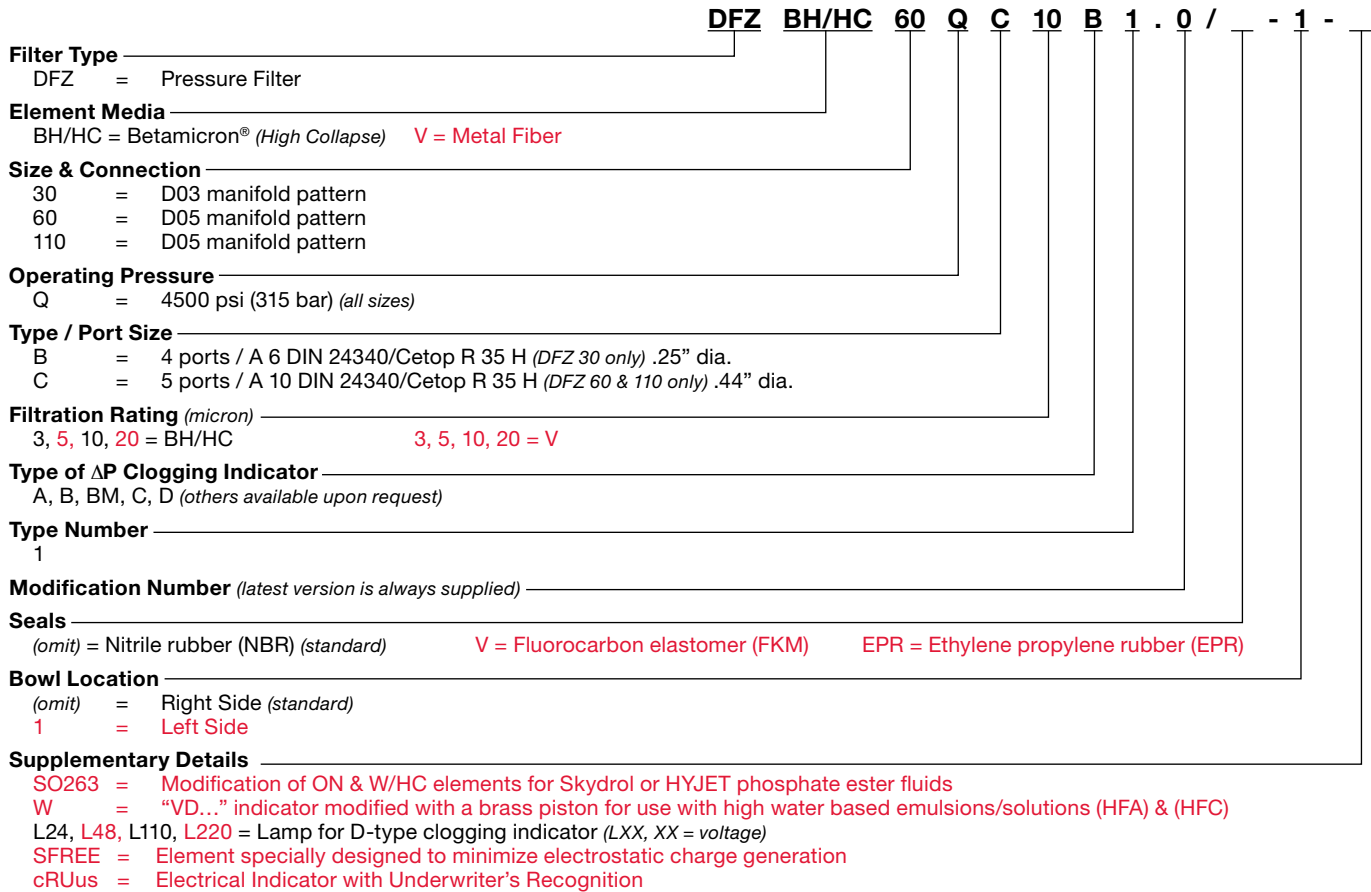 DFZ BH/HC 60 Q C 10 B 1 . 0 / _ - 1 - _
Filter Type
DFZ = Pressure Filter
Element Media
BH/HC = Betamicron® (High Collapse) V = Metal Fiber
Size & Connection
30 = D03 manifold pattern
60 = D05 manifold pattern
110 = D05 manifold pattern
Operating Pressure
Q = 4500 psi (315 bar) (all sizes)
Type / Port Size
B = 4 ports / A 6 DIN 24340/Cetop R 35 H (DFZ 30 only) .25” dia.
C = 5 ports / A 10 DIN 24340/Cetop R 35 H (DFZ 60 & 110 only) .44” dia.
Filtration Rating (micron)
3, 5, 10, 20 = BH/HC 3, 5, 10, 20 = V
Type of ΔP Clogging Indicator
A, B, BM, C, D (others available upon request)
Type Number
1
Modification Number (latest version is always supplied)
Seals
(omit) = Nitrile rubber (NBR) (standard) V = Fluorocarbon elastomer (FKM) EPR = Ethylene propylene rubber (EPR)
Bowl Location
(omit) = Right Side (standard)
1 = Left Side
Supplementary Details
SO263 = Modification of ON & W/HC elements for Skydrol or HYJET phosphate ester fluids
W = “VD…” indicator modified with a brass piston for use with high water based emulsions/solutions (HFA) & (HFC)
L24, L48, L110, L220 = Lamp for D-type clogging indicator (LXX, XX = voltage)
SFREE = Element specially designed to minimize electrostatic charge generation
cRUus = Electrical Indicator with Underwriter’s Recognition